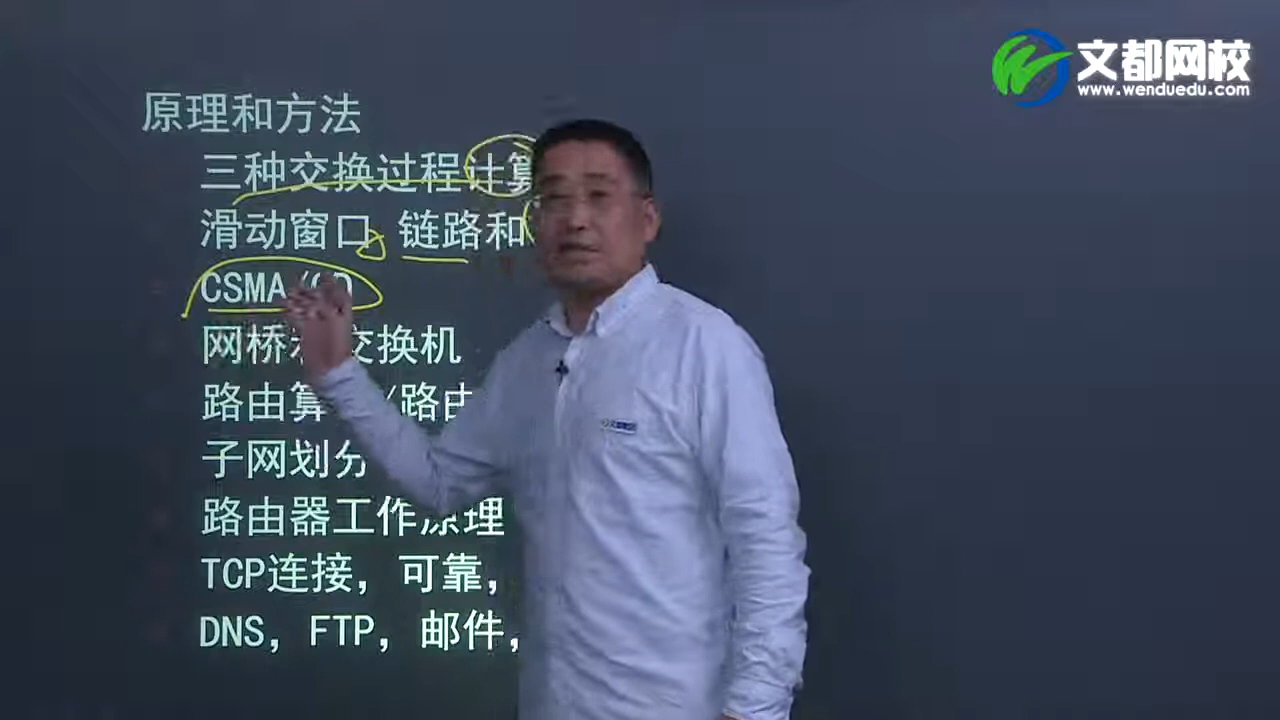 文都网校
www.wenduedu.com
原理和方法
三种交换过程计算
滑动窗口、链路和
CSMA/CD
网桥和交换机
路由算 /路由
子网划分
路由器工作原理
TCP连接，可靠，
DNS，FTP，邮件，